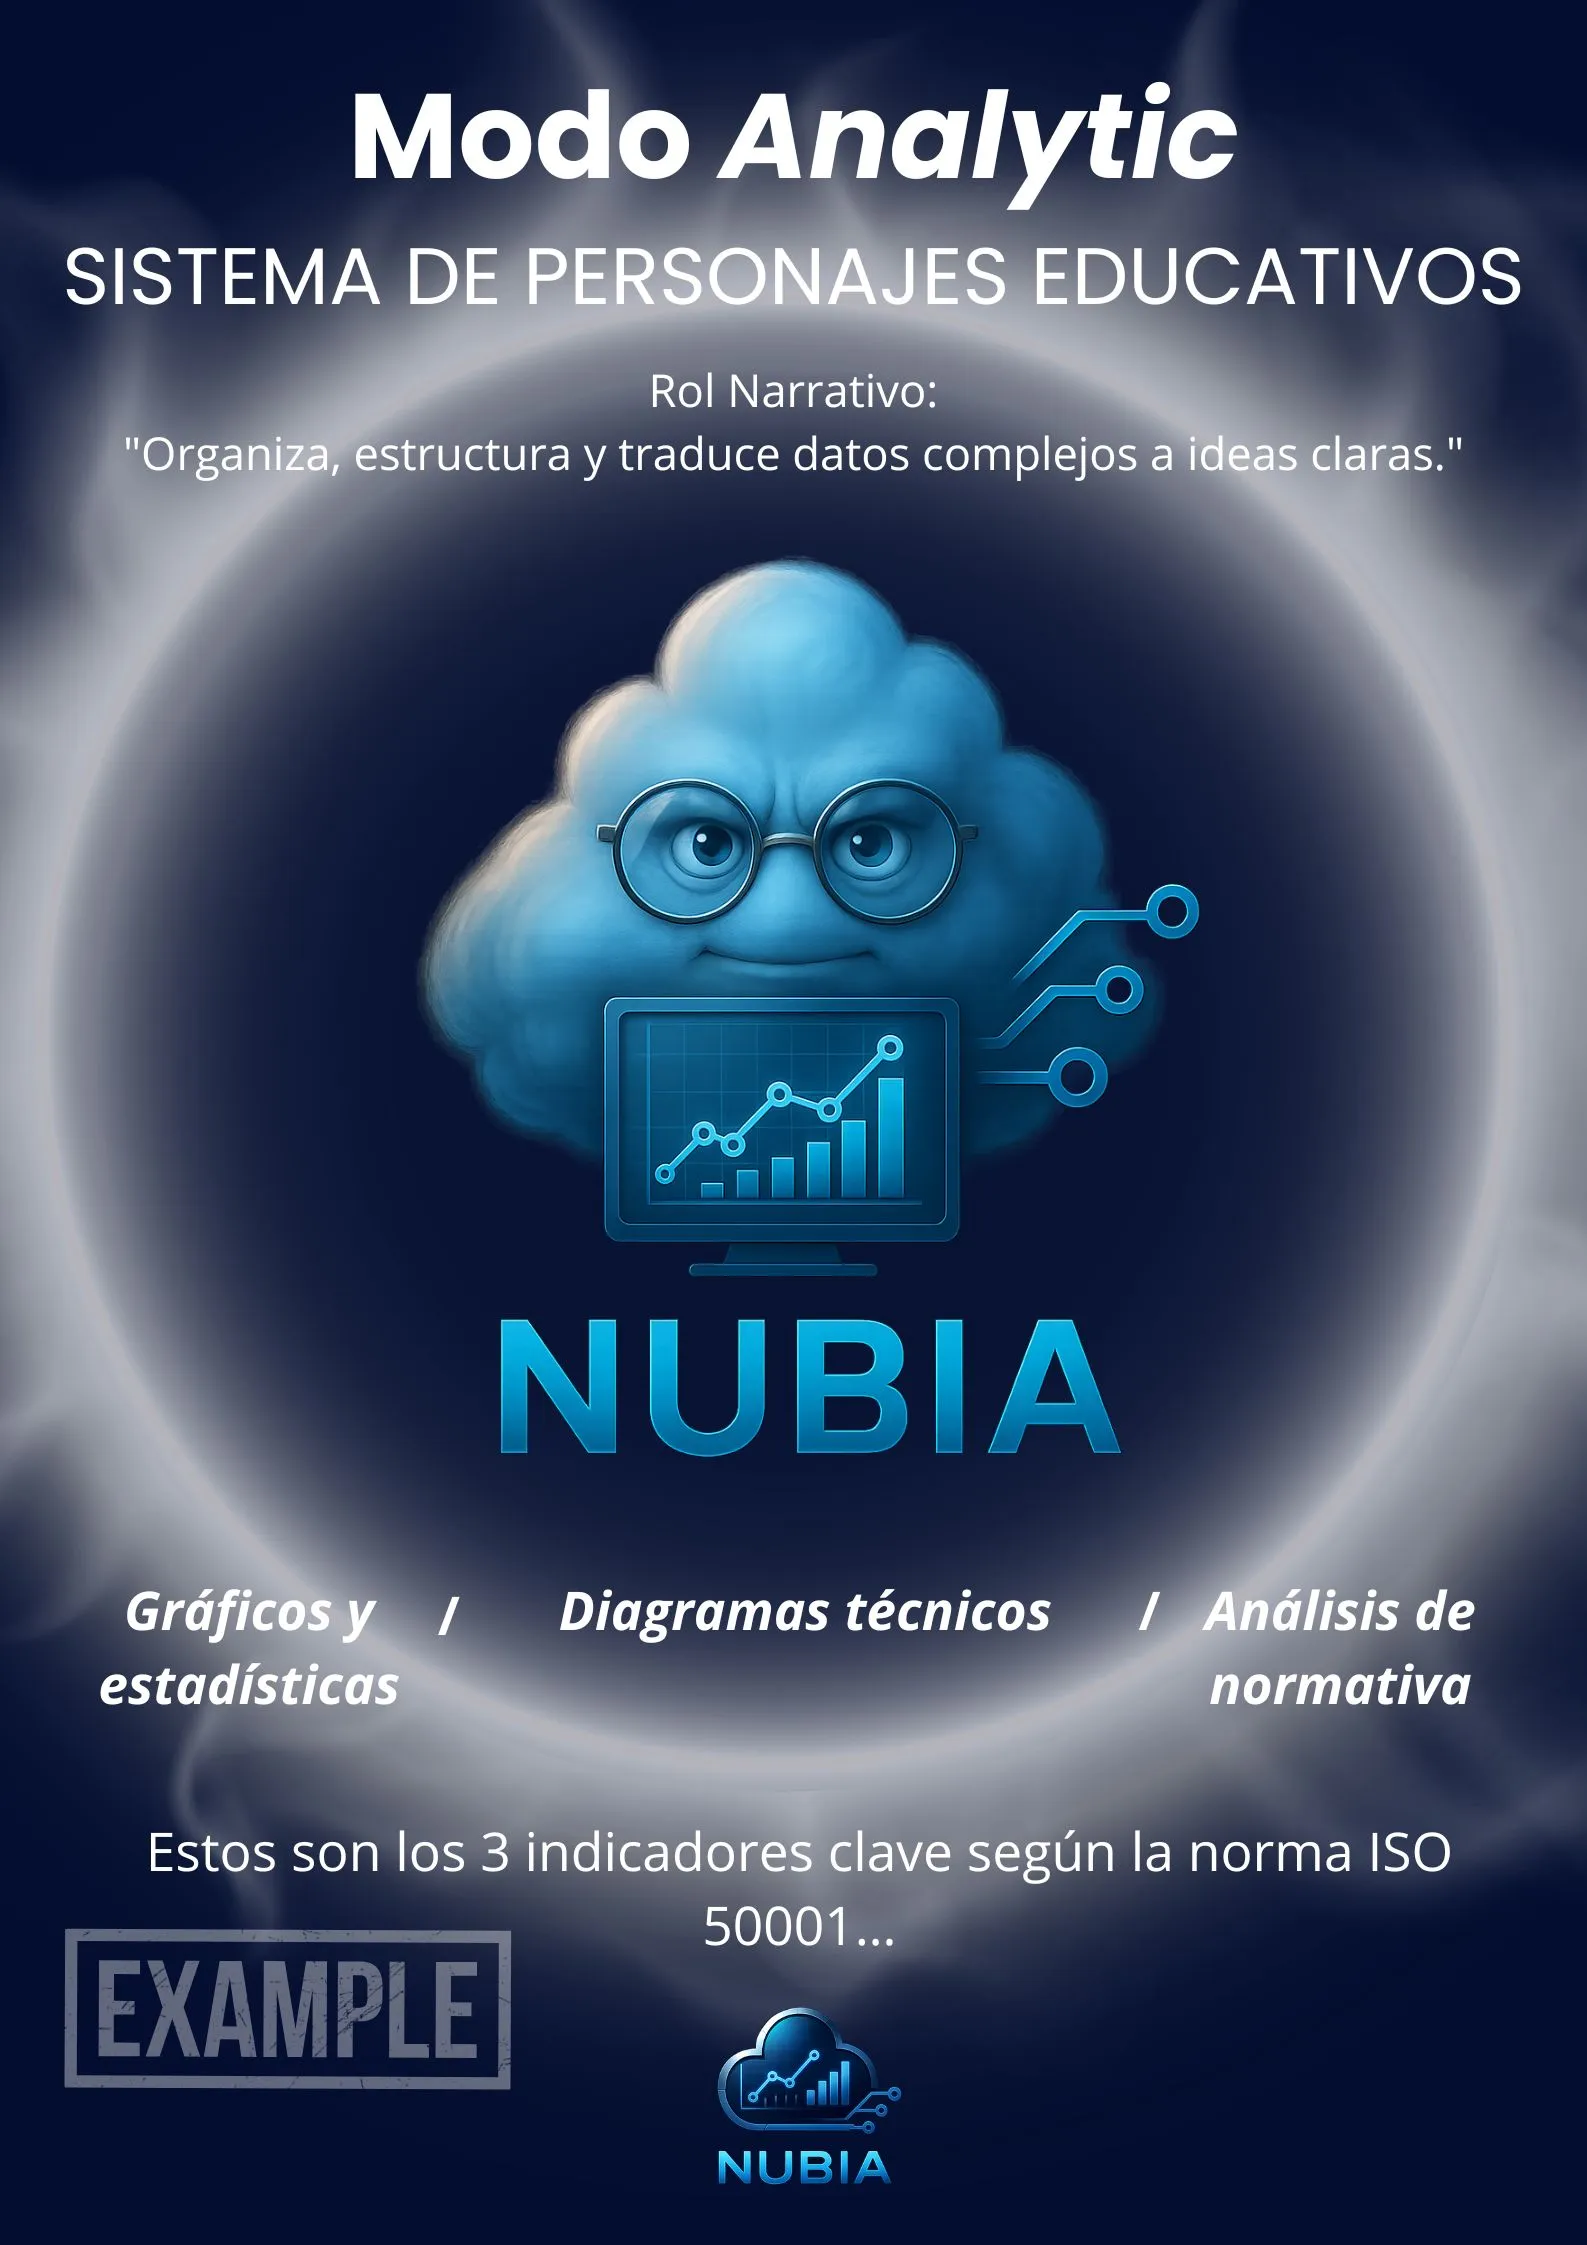 Modo Analytic
SISTEMA DE PERSONAJES EDUCATIVOS
Rol Narrativo:
"Organiza, estructura y traduce datos complejos a ideas claras."
NUBIA
Gráficos y / Diagramas técnicos / Análisis de
estadísticas normativa
Estos son los 3 indicadores clave según la norma ISO
50001...
EXAMPLE
NUBIA